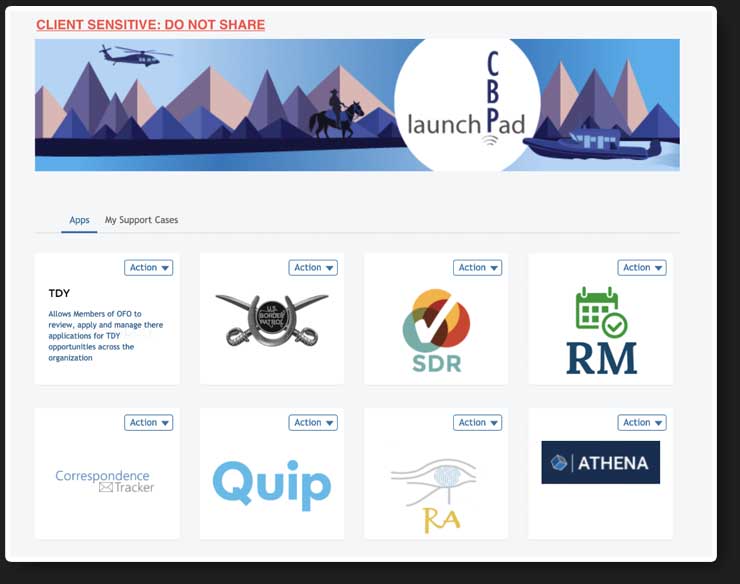 CLIENT SENSITIVE: DO NOT SHARE
CBP
launchPad
Apps
My Support Cases
Action
TDY
Allows Members of OFO to
review, apply and manage there
applications for TDY
opportunities across the
organization
Action
U.S.
BORDER
PATROL
Action
SDR
Action
RM
Action
Correspondence
Tracker
Action
Quip
Action
RA
Action
ATHENA